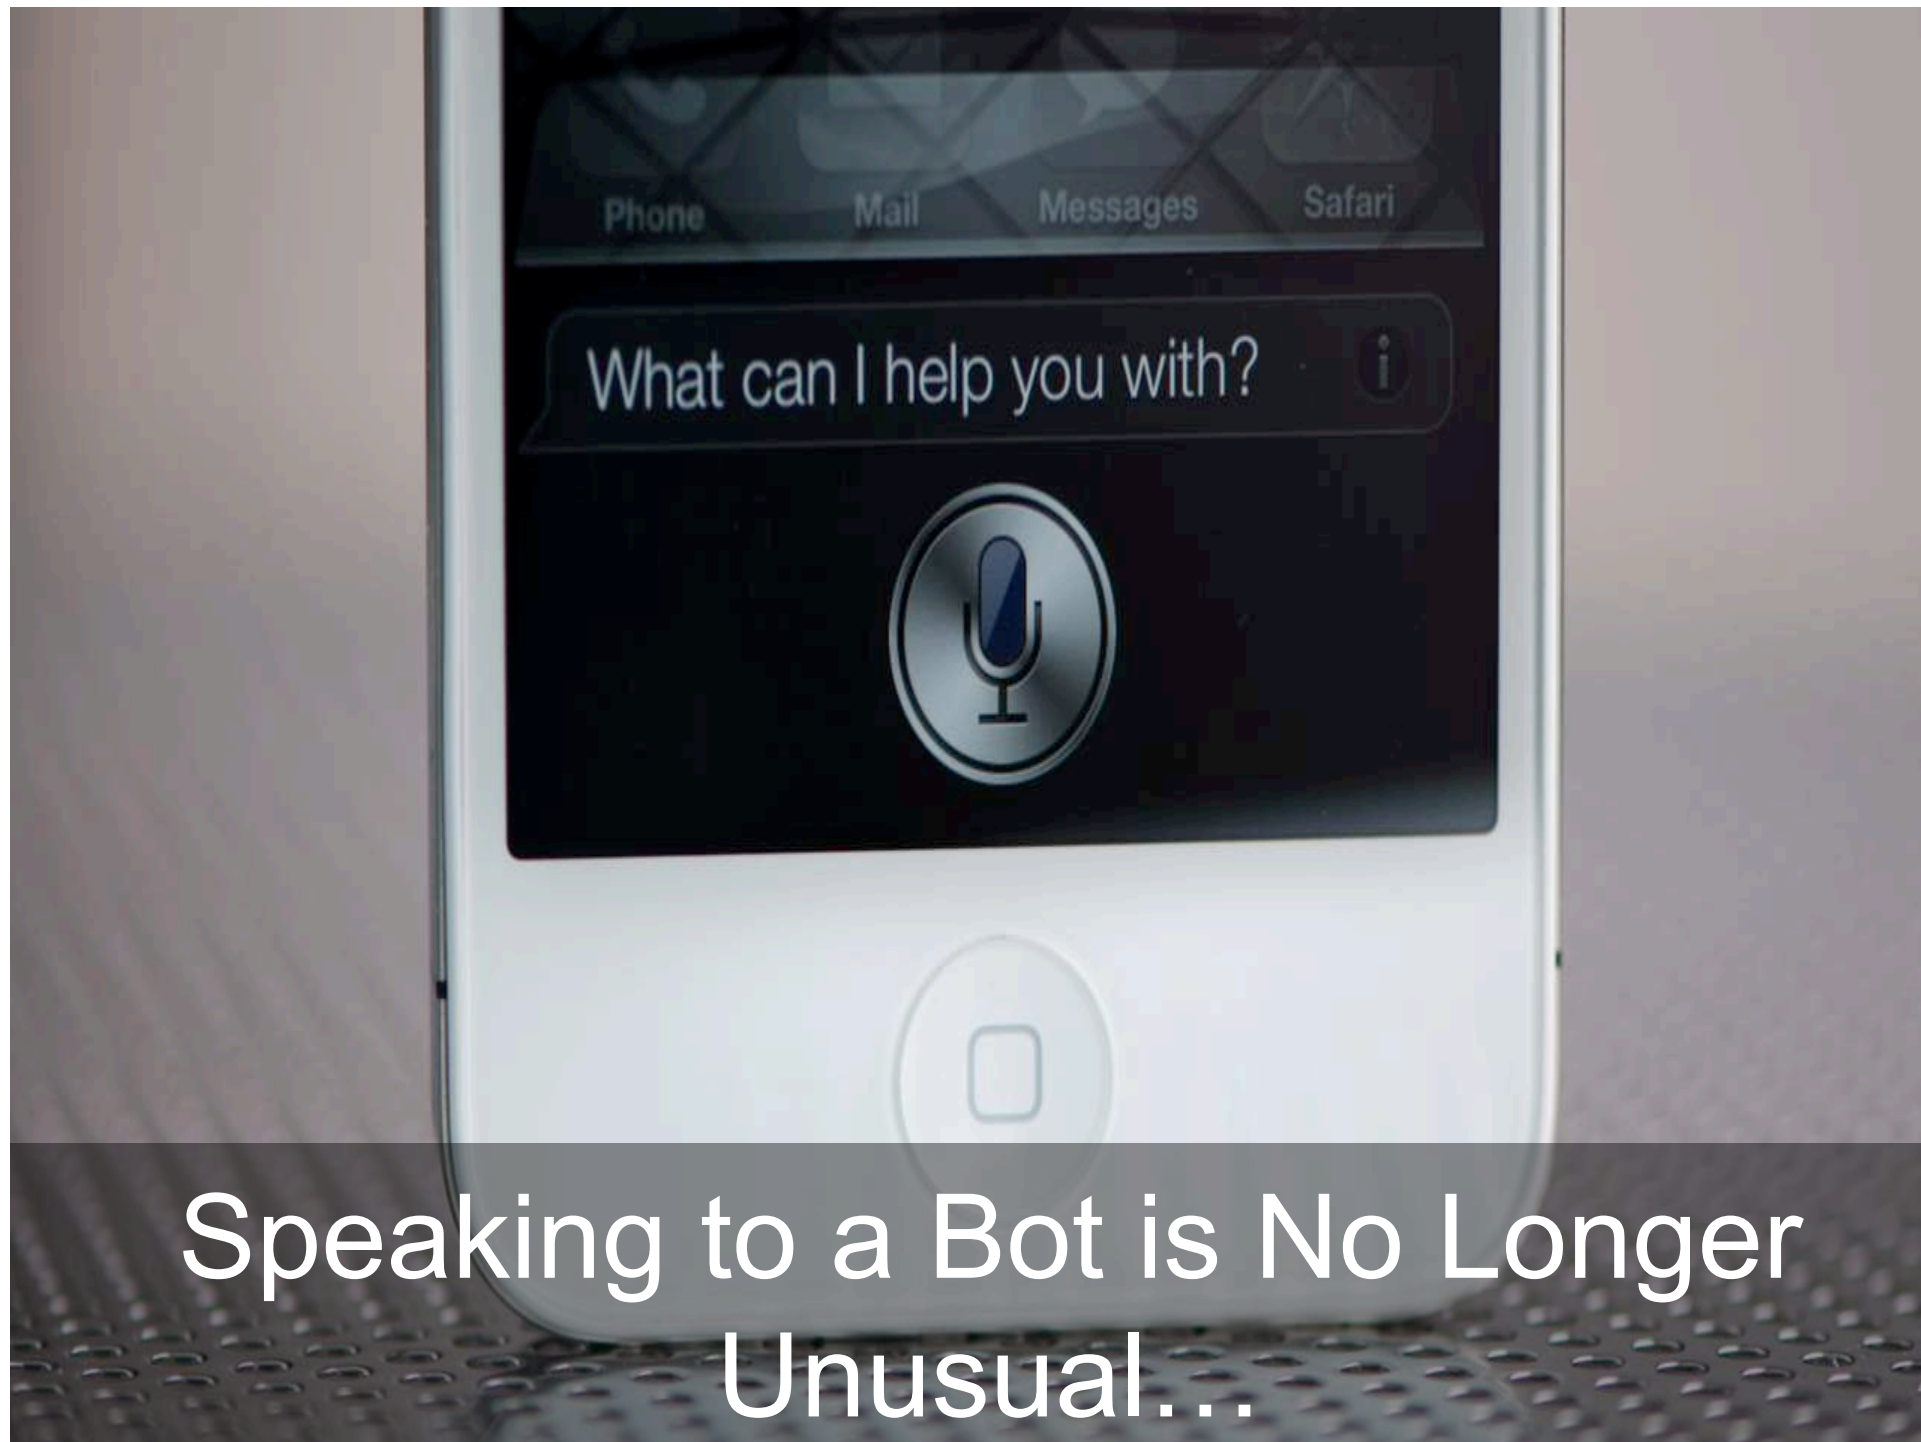 Phone Mail Messages Safari
What can I help you with?
Speaking to a Bot is No Longer
Unusual…